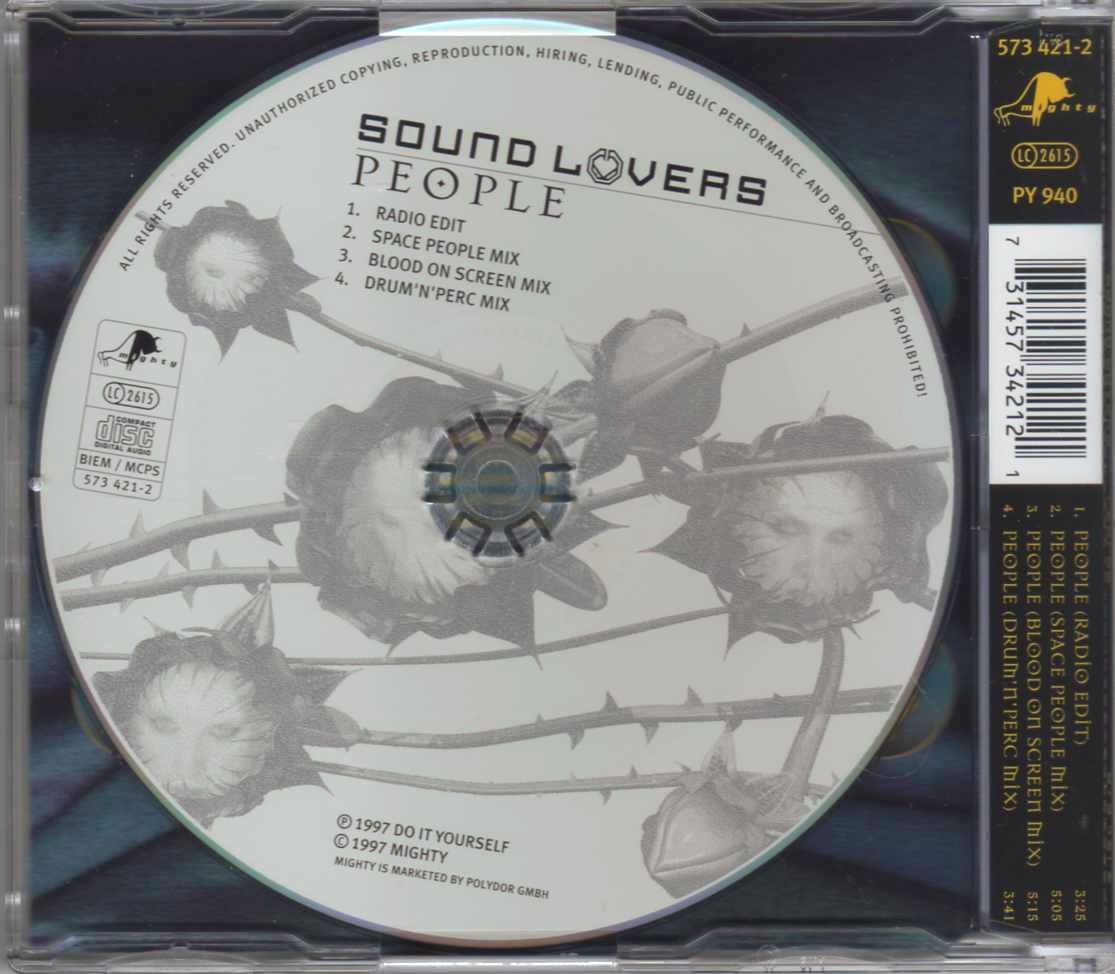 ALL RIGHTS RESERVED. UNAUTHORIZED COPYING, REPRODUCTION, HIRING, LENDING, PUBLIC PERFORMANCE AND BROADCASTING PROHIBITED!
SOUND LOVERS
PEOPLE
1. RADIO EDIT
2. SPACE PEOPLE MIX
3. BLOOD ON SCREEN MIX
4. DRUM'N'PERC MIX
mighty
LC 2615
COMPACT
disc
DIGITAL AUDIO
BIEM / MCPS
573 421-2
℗ 1997 DO IT YOURSELF
© 1997 MIGHTY
MIGHTY IS MARKETED BY POLYDOR GMBH
573 421-2
mighty
LC 2615
PY 940
7 31457 34212 1
1. PEOPLE (RADIO EDIT) 3:25
2. PEOPLE (SPACE PEOPLE MIX) 5:05
3. PEOPLE (BLOOD ON SCREEN MIX) 5:15
4. PEOPLE (DRUM'N'PERC MIX) 3:41